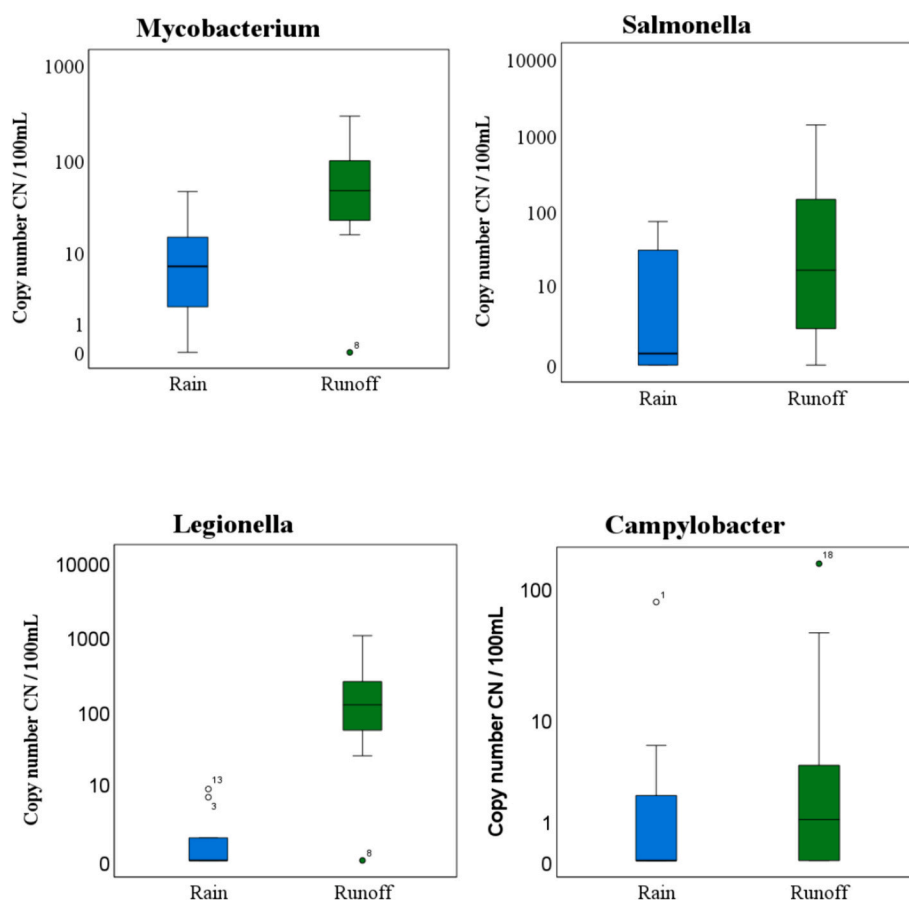 Mycobacterium
Copy number CN / 100mL
1000
100
10
1
0
8
Rain
Runoff
Salmonella
Copy number CN / 100mL
10000
1000
100
10
0
Rain
Runoff
Legionella
Copy number CN / 100mL
10000
1000
100
10
0
13
3
8
Rain
Runoff
Campylobacter
Copy number CN / 100mL
100
10
1
0
1
18
Rain
Runoff